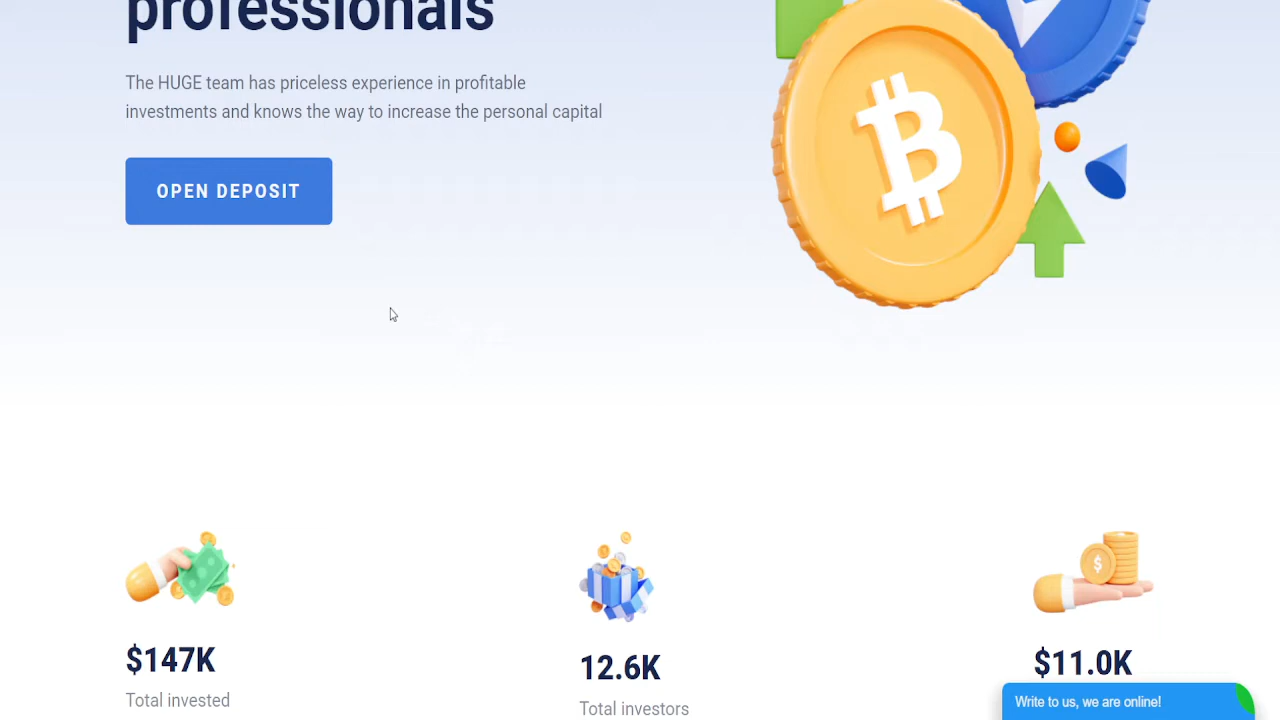 professionals
The HUGE team has priceless experience in profitable
investments and knows the way to increase the personal capital
OPEN DEPOSIT
$147K
12.6K
$11.0K
Total invested
Total investors
Write to us, we are online!